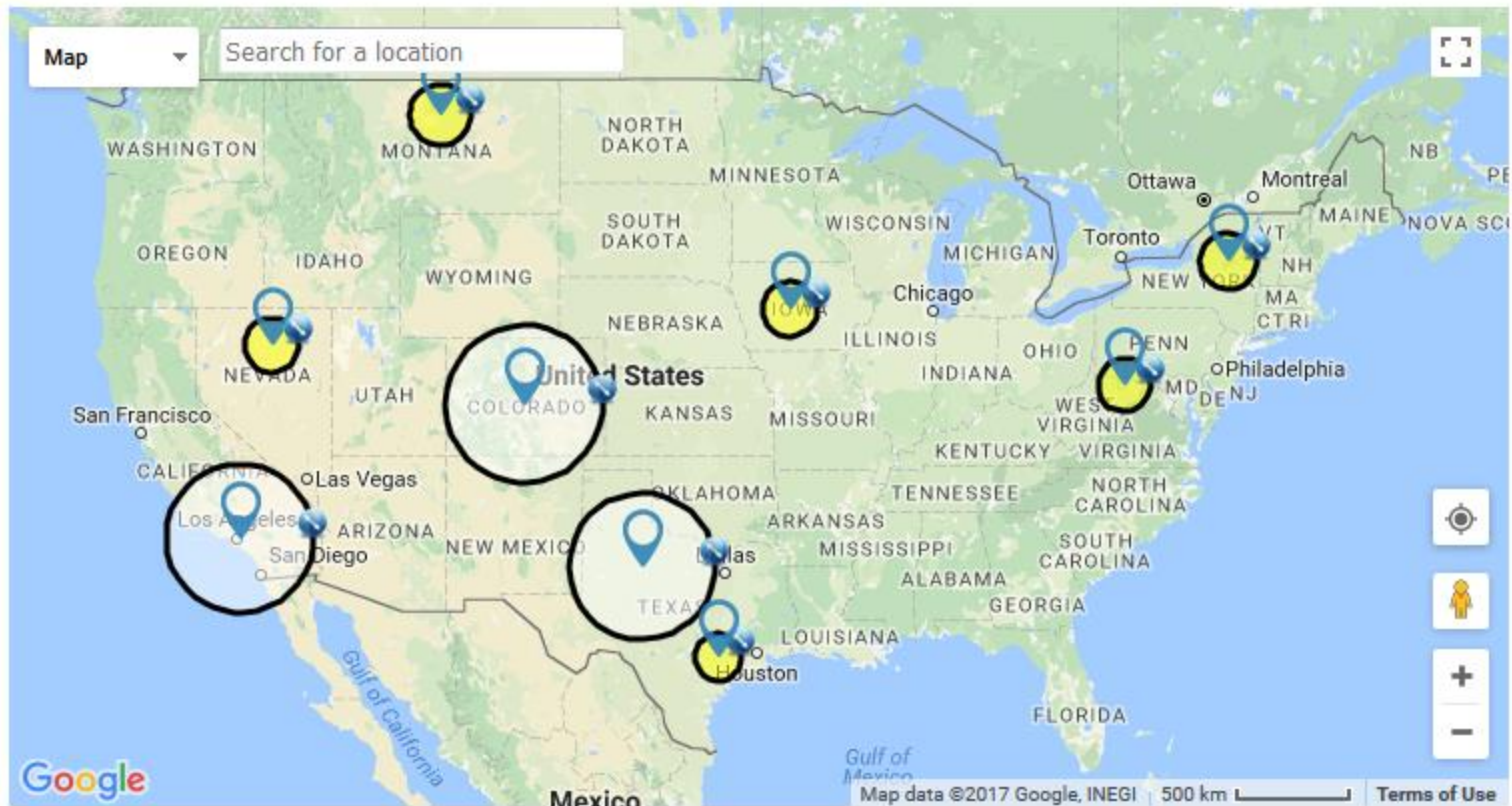 Map
Search for a location
WASHINGTON
MONTANA
NORTH
DAKOTA
MINNESOTA
Ottawa
Montreal
NB
MAINE
NOVA
OREGON
IDAHO
WYOMING
SOUTH
DAKOTA
WISCONSIN
MICHIGAN
Toronto
VT
NH
NEW YORK
MA
CT RI
Chicago
IOWA
NEBRASKA
ILLINOIS
OHIO
PENN
NEVADA
UTAH
United States
COLORADO
KANSAS
MISSOURI
INDIANA
Philadelphia
MD
DE
NJ
WEST
VIRGINIA
San Francisco
KENTUCKY
VIRGINIA
CALIFORNIA
Las Vegas
OKLAHOMA
TENNESSEE
NORTH
CAROLINA
Los Angeles
ARIZONA
NEW MEXICO
ARKANSAS
MISSISSIPPI
SOUTH
CAROLINA
San Diego
Dallas
ALABAMA
TEXAS
GEORGIA
LOUISIANA
Houston
Gulf of California
FLORIDA
Gulf of
Mexico
Mexico
Google
Map data ©2017 Google, INEGI
500 km
Terms of Use